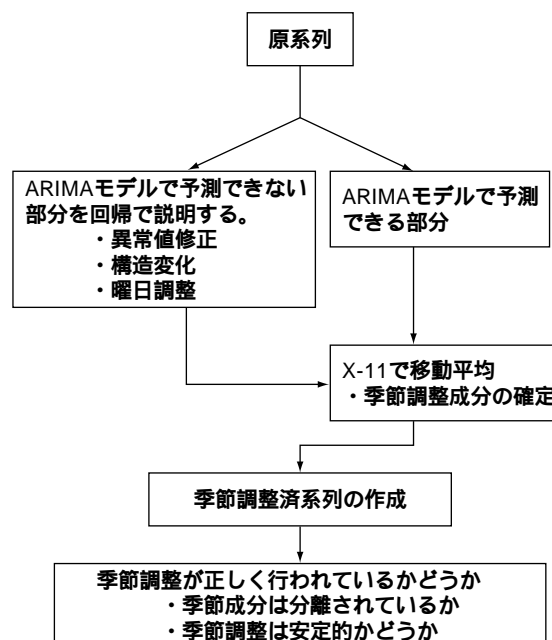 原系列
ARIMAモデルで予測できない
部分を回帰で説明する。
・異常値修正
・構造変化
・曜日調整
ARIMAモデルで予測
できる部分
X-11で移動平均
・季節調整成分の確定
季節調整済系列の作成
季節調整が正しく行われているかどうか
・季節成分は分離されているか
・季節調整は安定的かどうか